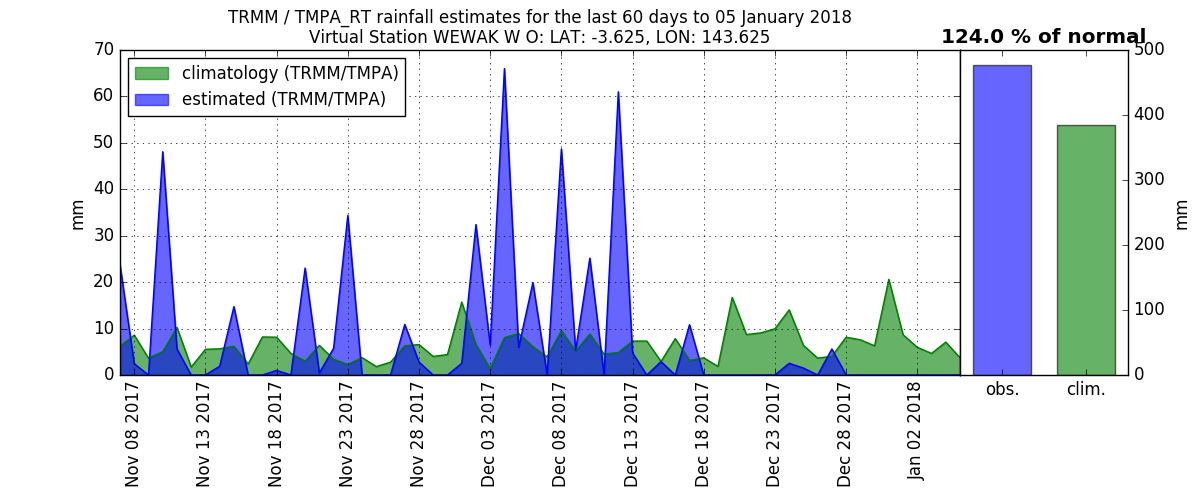 TRMM / TMPA_RT rainfall estimates for the last 60 days to 05 January 2018
Virtual Station WEWAK W O: LAT: -3.625, LON: 143.625
124.0 % of normal
climatology (TRMM/TMPA)
estimated (TRMM/TMPA)
mm
70
60
50
40
30
20
10
0
Nov 08 2017
Nov 13 2017
Nov 18 2017
Nov 23 2017
Nov 28 2017
Dec 03 2017
Dec 08 2017
Dec 13 2017
Dec 18 2017
Dec 23 2017
Dec 28 2017
Jan 02 2018
obs.
clim.
500
400
300
200
100
0
mm